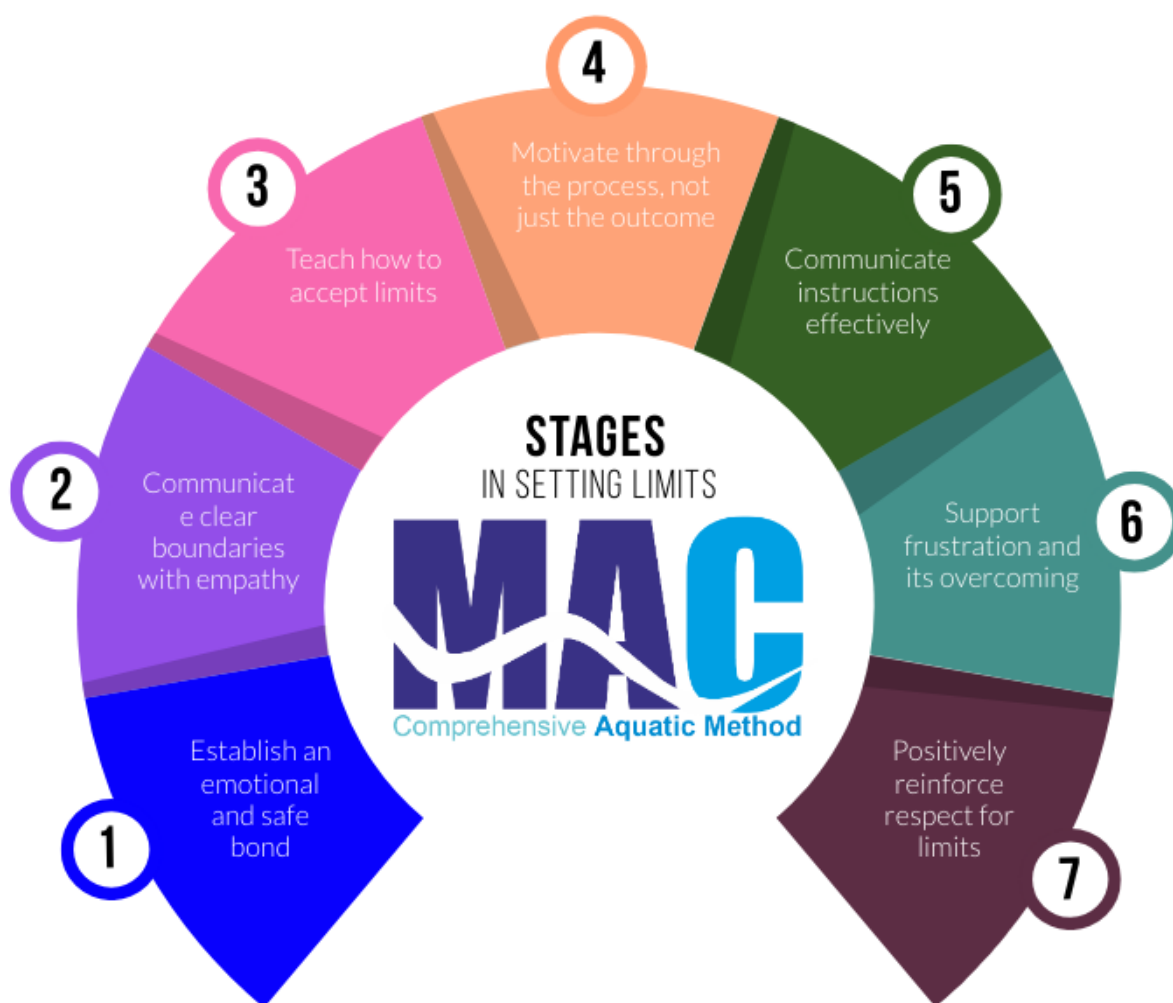 STAGES
IN SETTING LIMITS
MAC
Comprehensive Aquatic Method
1
Establish an
emotional
and safe
bond
2
Communicat
e clear
boundaries
with empathy
3
Teach how to
accept limits
4
Motivate through
the process, not
just the outcome
5
Communicate
instructions
effectively
6
Support
frustration and
its overcoming
7
Positively
reinforce
respect for
limits